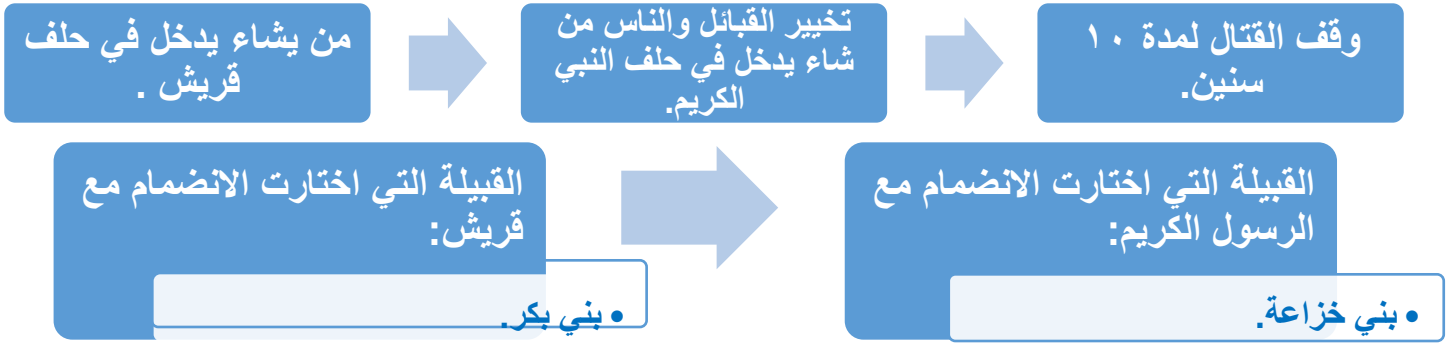 وقف القتال لمدة ١٠
سنين.
تخيير القبائل والناس من
شاء يدخل في حلف النبي
الكريم.
من يشاء يدخل في حلف
قريش .
القبيلة التي اختارت الانضمام مع
الرسول الكريم:
• بني خزاعة.
القبيلة التي اختارت الانضمام مع
قريش:
• بني بكر.